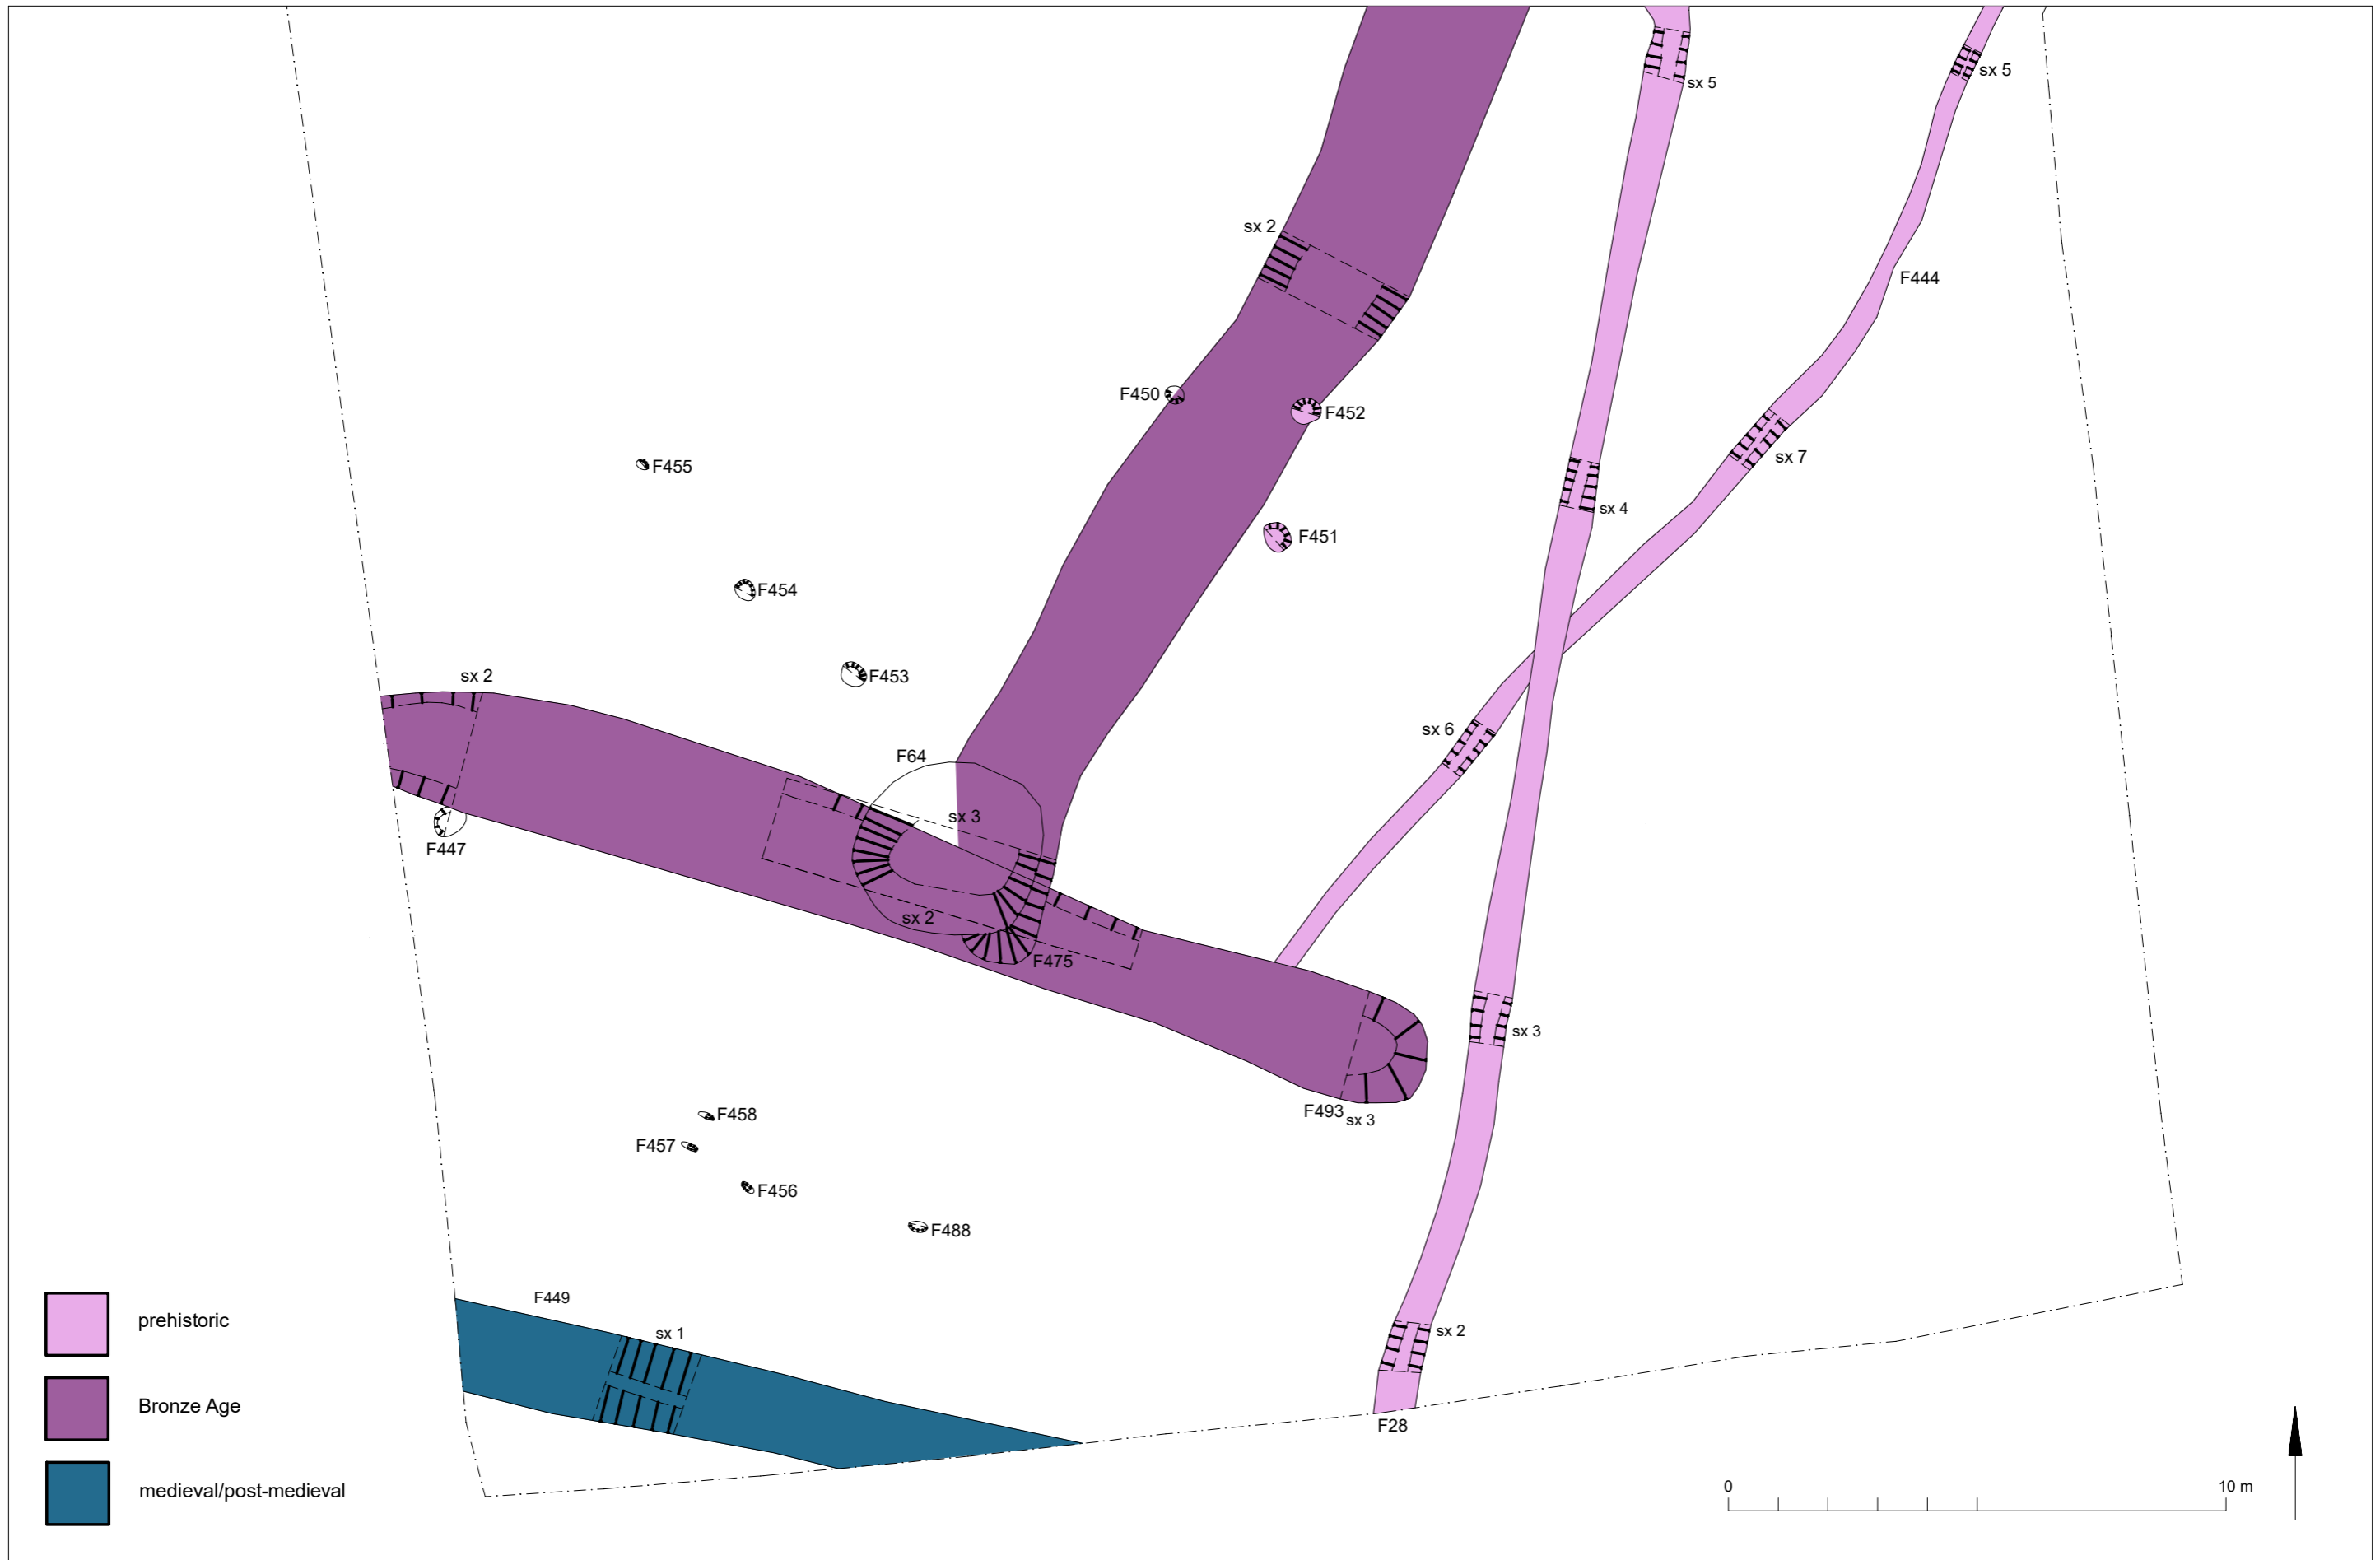 sx 5
sx 5
sx 2
F444
F450
F452
sx 7
F455
sx 4
F451
F454
F453
sx 2
sx 6
F64
sx 3
F447
sx 2
F475
sx 3
F493
sx 3
F458
F457
F456
F488
F449
sx 1
sx 2
F28
prehistoric
Bronze Age
medieval/post-medieval
0
10 m